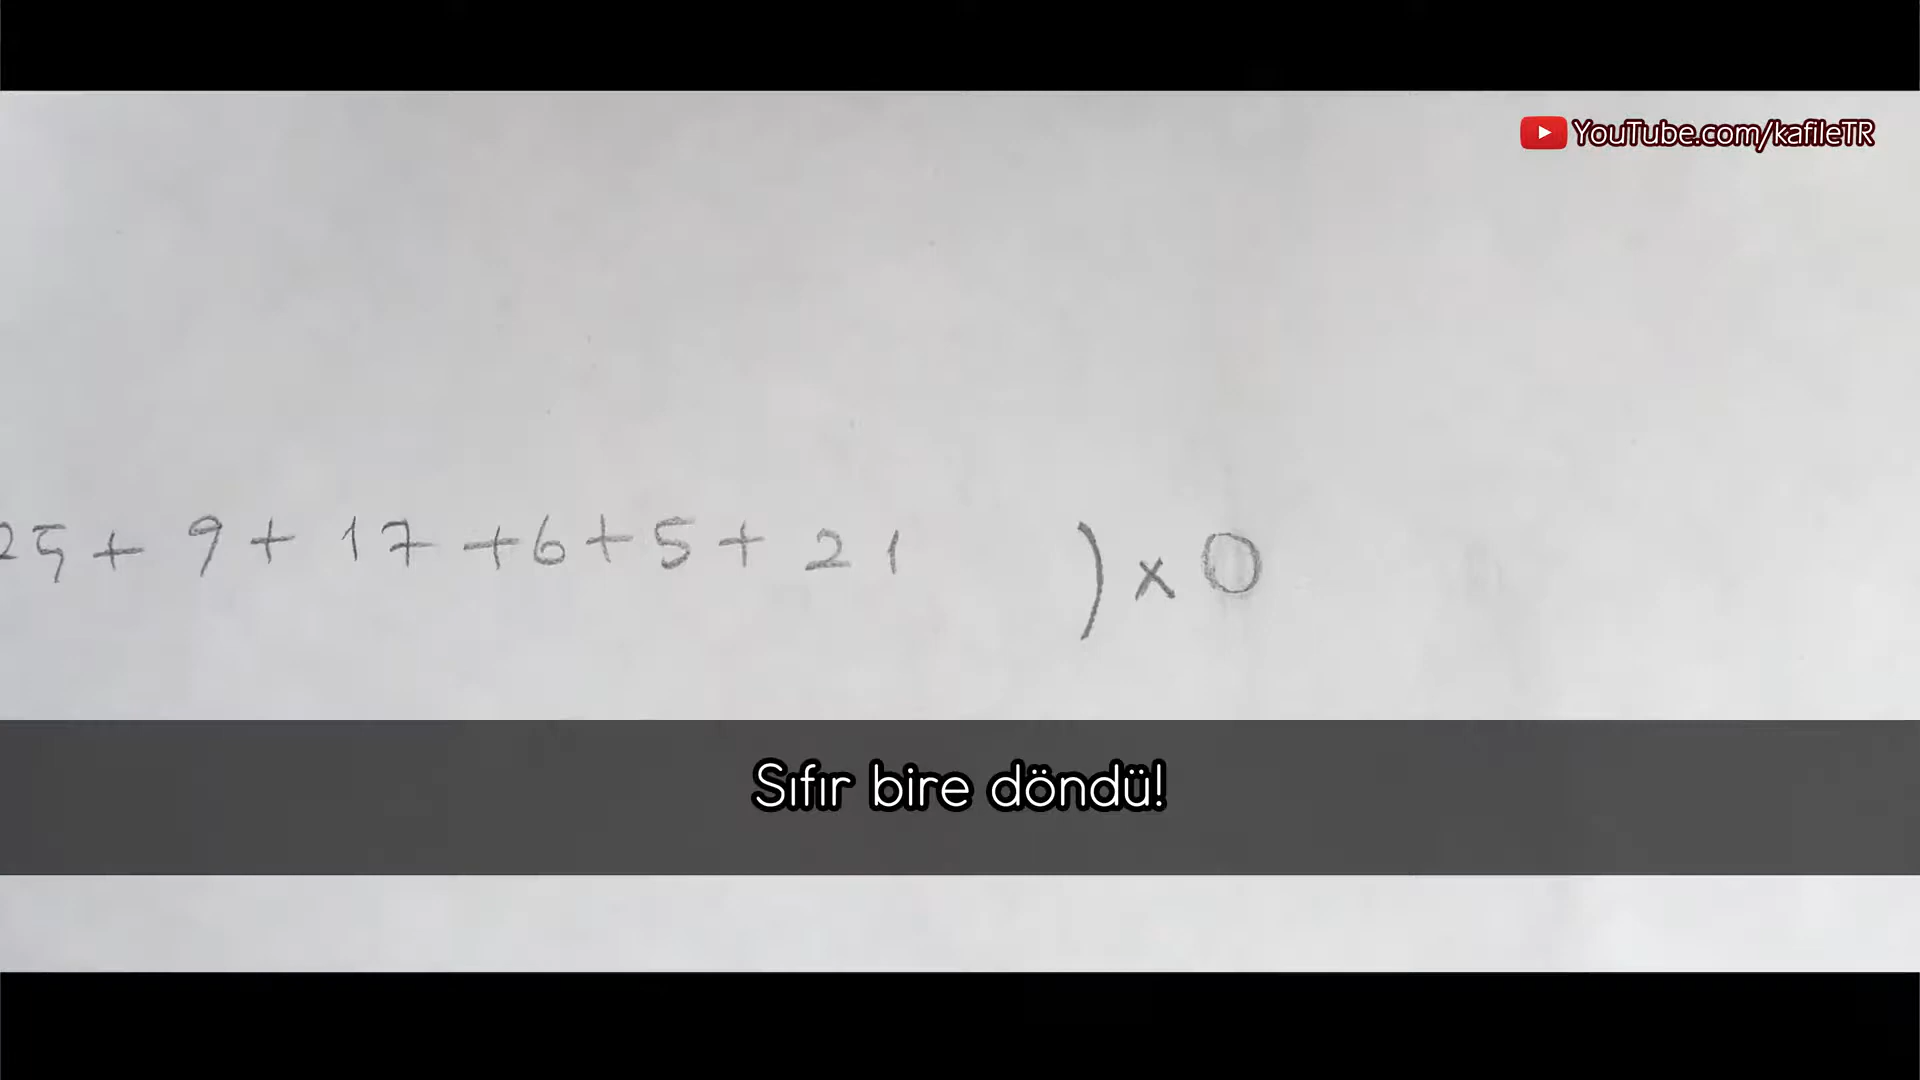 YouTube.com/kafileTR
25 + 9 + 17 + 6 + 5 + 21 ) x 0
Sıfır bire döndü!